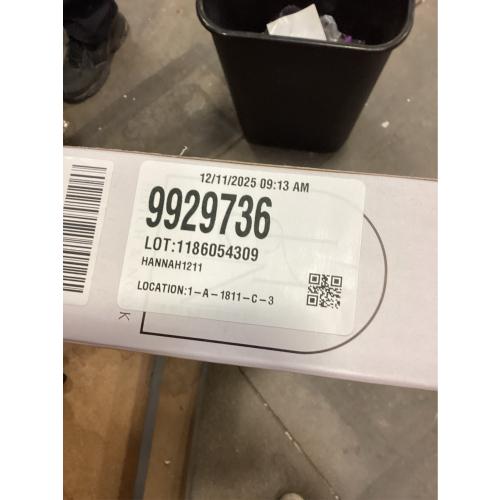 12/11/2025 09:13 AM
9929736
LOT:1186054309
HANNAH1211
LOCATION:1-A-1811-C-3
K